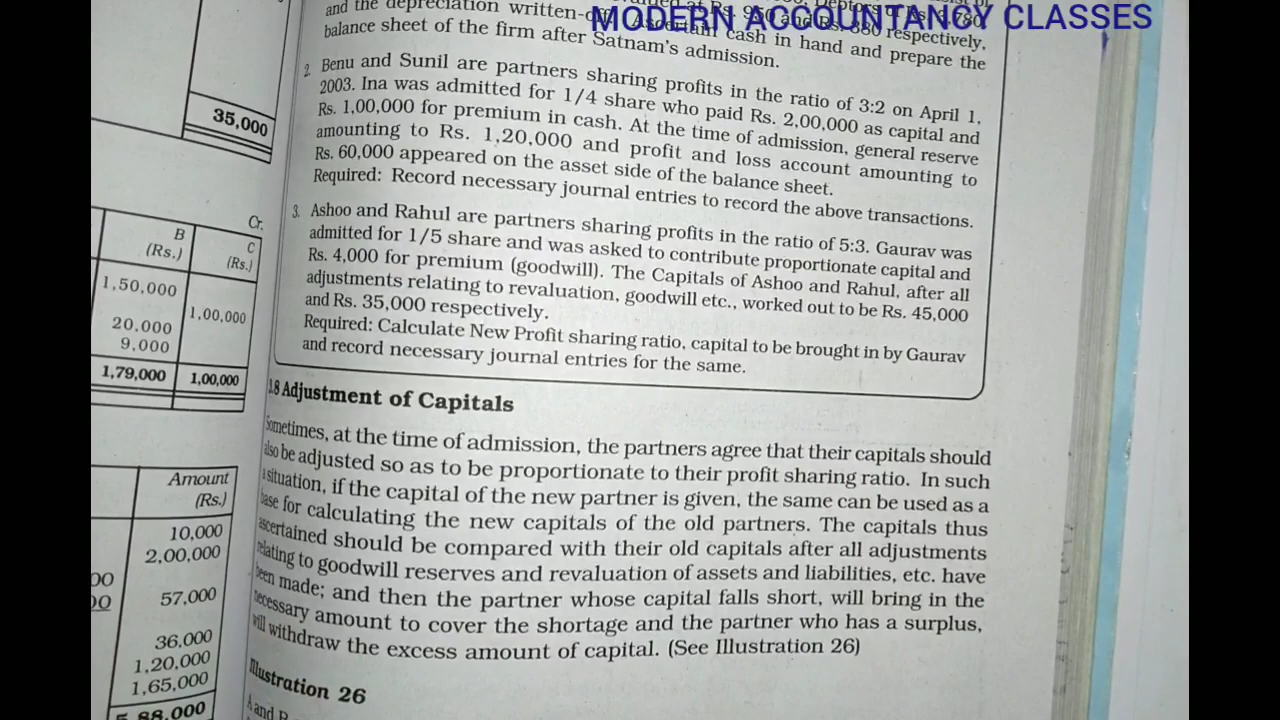 MODERN ACCOUNTANCY CLASSES
and the depreciation written-off. Ascertain cash in hand and prepare the
balance sheet of the firm after Satnam's admission.
2. Benu and Sunil are partners sharing profits in the ratio of 3:2 on April 1,
2003. Ina was admitted for 1/4 share who paid Rs. 2,00,000 as capital and
Rs. 1,00,000 for premium in cash. At the time of admission, general reserve
amounting to Rs. 1,20,000 and profit and loss account amounting to
Rs. 60,000 appeared on the asset side of the balance sheet.
Required: Record necessary journal entries to record the above transactions.
3. Ashoo and Rahul are partners sharing profits in the ratio of 5:3. Gaurav was
admitted for 1/5 share and was asked to contribute proportionate capital and
Rs. 4,000 for premium (goodwill). The Capitals of Ashoo and Rahul, after all
adjustments relating to revaluation, goodwill etc., worked out to be Rs. 45,000
and Rs. 35,000 respectively.
Required: Calculate New Profit sharing ratio, capital to be brought in by Gaurav
and record necessary journal entries for the same.
.8 Adjustment of Capitals
Sometimes, at the time of admission, the partners agree that their capitals should
also be adjusted so as to be proportionate to their profit sharing ratio. In such
a situation, if the capital of the new partner is given, the same can be used as a
base for calculating the new capitals of the old partners. The capitals thus
ascertained should be compared with their old capitals after all adjustments
relating to goodwill reserves and revaluation of assets and liabilities, etc. have
been made; and then the partner whose capital falls short, will bring in the
necessary amount to cover the shortage and the partner who has a surplus,
will withdraw the excess amount of capital. (See Illustration 26)
Illustration 26
A and
35,000
Cr.
B C
(Rs.) (Rs.)
1,50,000
1,00,000
20,000
9,000
1,79,000 1,00,000
Amount
(Rs.)
10,000
2,00,000
57,000
36,000
1,20,000
1,65,000
88,000